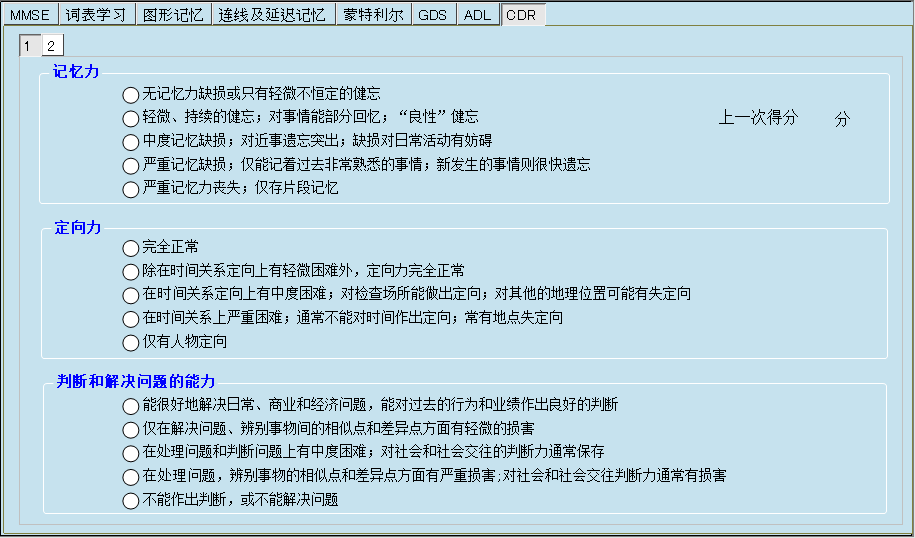 MMSE 词表学习 图形记忆 连线及延迟记忆 蒙特利尔 GDS ADL CDR
1 2
记忆力
无记忆力缺损或只有轻微不恒定的健忘
轻微、持续的健忘；对事情能部分回忆；“良性”健忘 上一次得分 分
中度记忆缺损；对近事遗忘突出；缺损对日常活动有妨碍
严重记忆缺损；仅能记着过去非常熟悉的事情；新发生的事情则很快遗忘
严重记忆力丧失；仅存片段记忆
定向力
完全正常
除在时间关系定向上有轻微困难外，定向力完全正常
在时间关系定向上有中度困难；对检查场所能做出定向；对其他的地理位置可能有失定向
在时间关系上严重困难；通常不能对时间作出定向；常有地点失定向
仅有人物定向
判断和解决问题的能力
能很好地解决日常、商业和经济问题，能对过去的行为和业绩作出良好的判断
仅在解决问题、辨别事物间的相似点和差异点方面有轻微的损害
在处理问题和判断问题上有中度困难；对社会和社会交往的判断力通常保存
在处理问题，辨别事物的相似点和差异点方面有严重损害;对社会和社会交往判断力通常有损害
不能作出判断，或不能解决问题